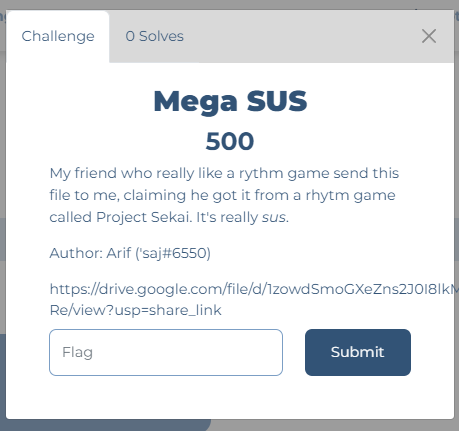 Challenge
0 Solves
Mega SUS
500
My friend who really like a rythm game send this
file to me, claiming he got it from a rhytm game
called Project Sekai. It's really sus.
Author: Arif ('saj#6550)
https://drive.google.com/file/d/1zowdSmoGXeZns2J0I8lkM
Re/view?usp=share_link
Flag
Submit